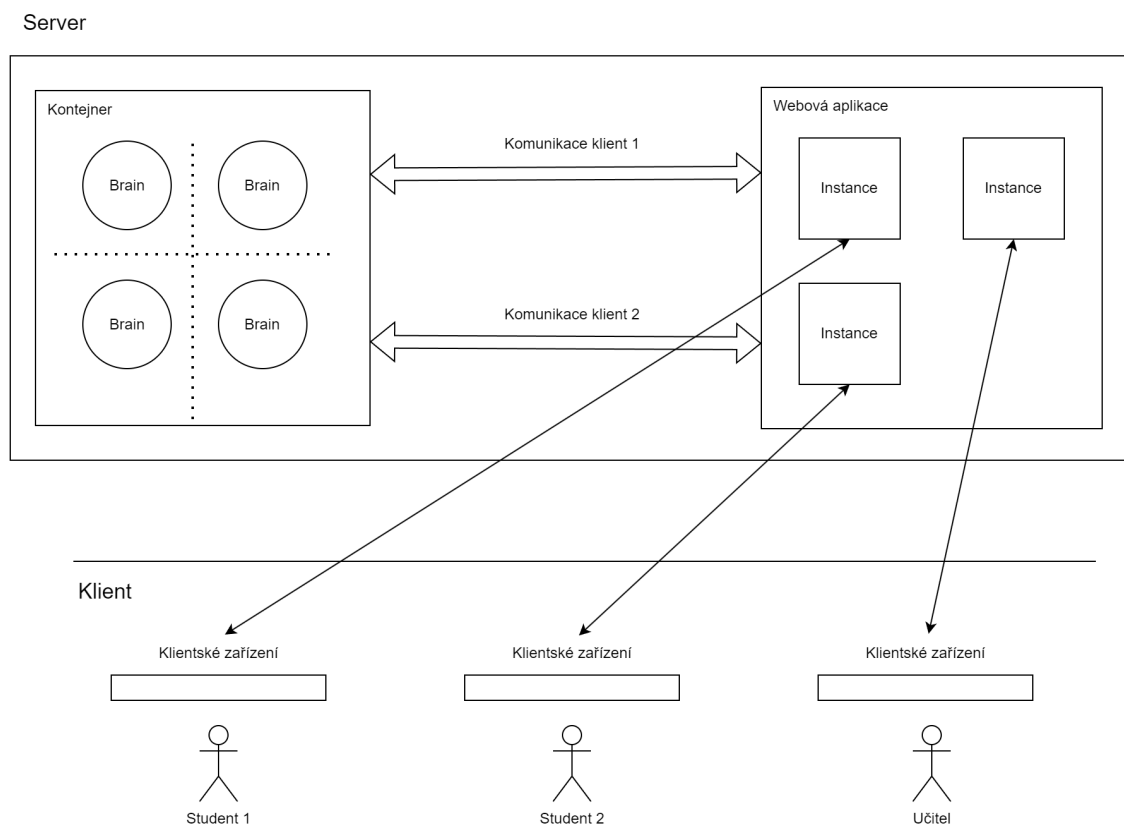 Server
Kontejner
Webová aplikace
Komunikace klient 1
Brain
Brain
Instance
Instance
Komunikace klient 2
Brain
Brain
Instance
Klient
Klientské zařízení
Klientské zařízení
Klientské zařízení
Student 1
Student 2
Učitel